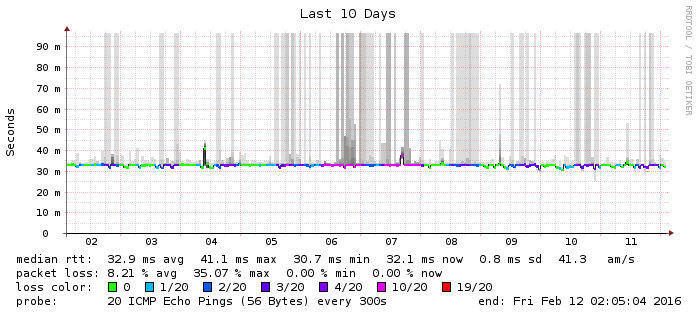 Last 10 Days
RRDTOOL / TOBI OETIKER
Seconds
90 m
80 m
70 m
60 m
50 m
40 m
30 m
20 m
10 m
0
02 03 04 05 06 07 08 09 10 11
median rtt: 32.9 ms avg 41.1 ms max 30.7 ms min 32.1 ms now 0.8 ms sd 41.3 am/s
packet loss: 8.21 % avg 35.07 % max 0.00 % min 0.00 % now
loss color: 0 1/20 2/20 3/20 4/20 10/20 19/20
probe: 20 ICMP Echo Pings (56 Bytes) every 300s end: Fri Feb 12 02:05:04 2016